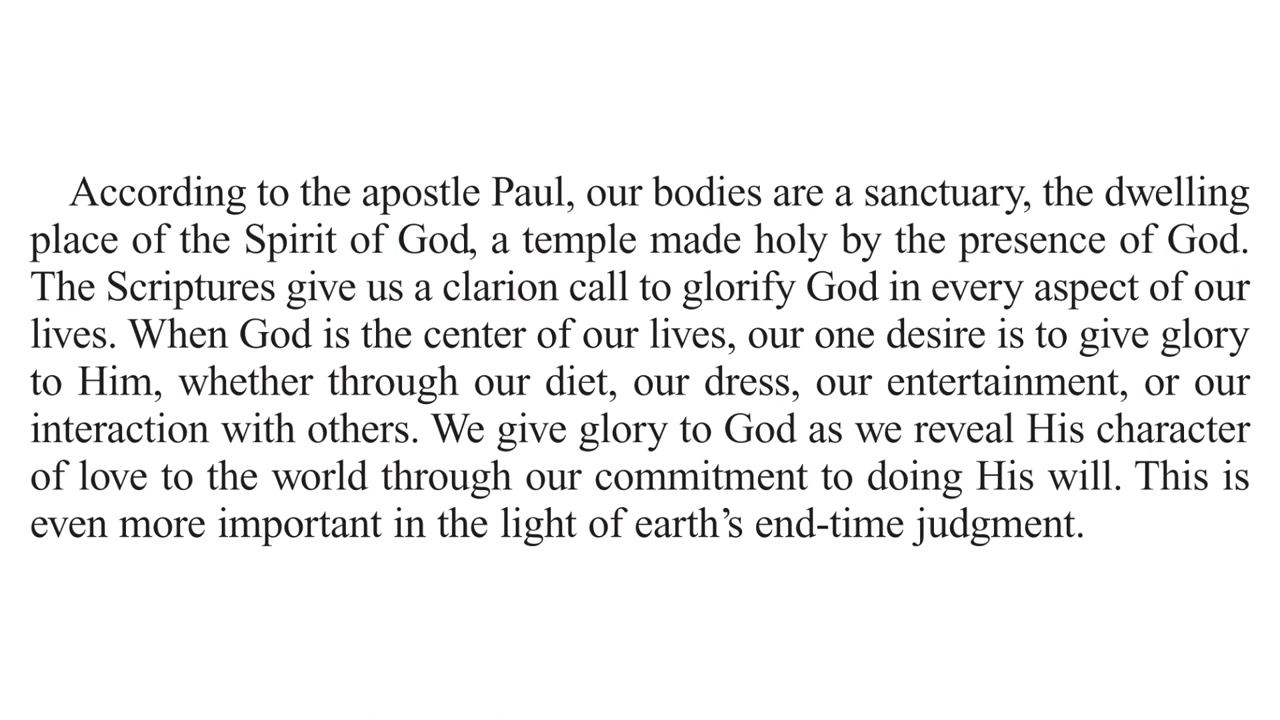 According to the apostle Paul, our bodies are a sanctuary, the dwelling
place of the Spirit of God, a temple made holy by the presence of God.
The Scriptures give us a clarion call to glorify God in every aspect of our
lives. When God is the center of our lives, our one desire is to give glory
to Him, whether through our diet, our dress, our entertainment, or our
interaction with others. We give glory to God as we reveal His character
of love to the world through our commitment to doing His will. This is
even more important in the light of earth’s end-time judgment.